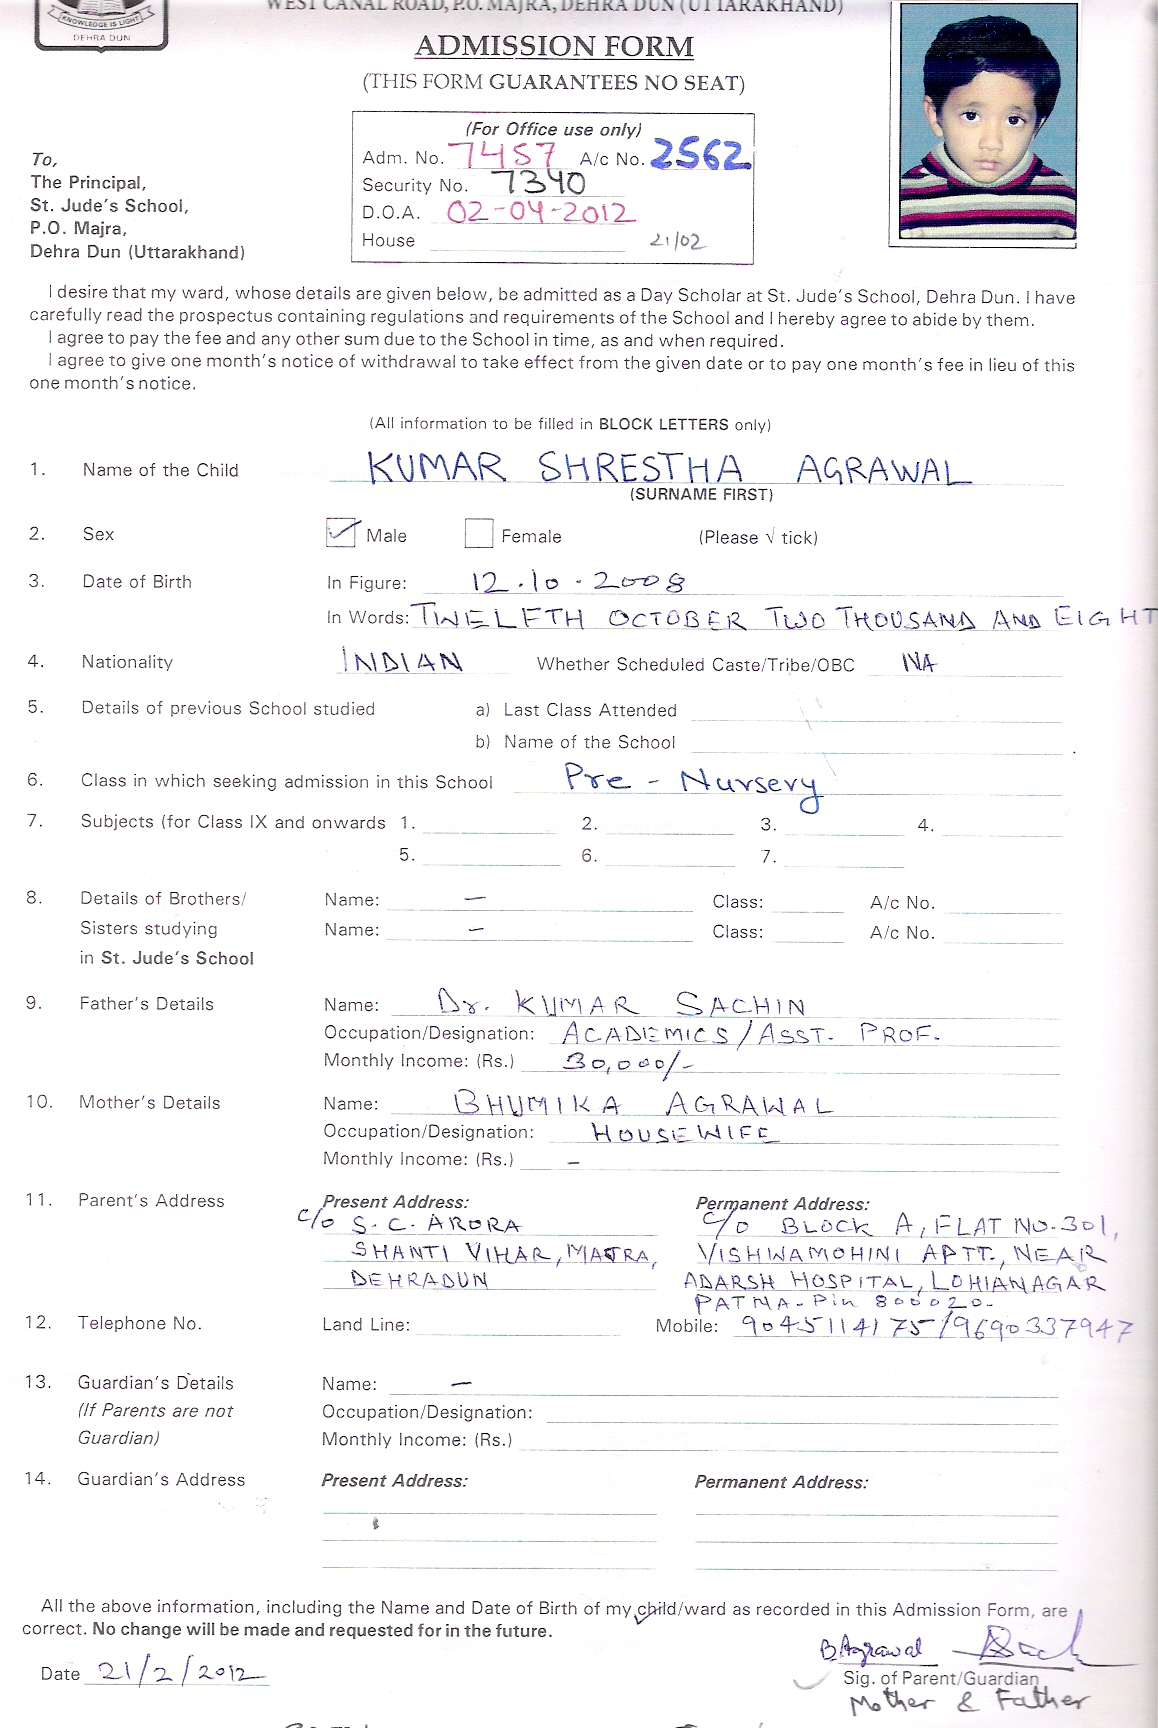 WEST CANAL ROAD, P.O. MAJRA, DEHRA DUN (UTTARAKHAND)
KNOWLEDGE IS LIGHT
DEHRA DUN
ADMISSION FORM
(THIS FORM GUARANTEES NO SEAT)
(For Office use only)
Adm. No. 7457 A/c No. 2562
Security No. 7340
D.O.A. 02-04-2012
House 21/02
To,
The Principal,
St. Jude's School,
P.O. Majra,
Dehra Dun (Uttarakhand)
I desire that my ward, whose details are given below, be admitted as a Day Scholar at St. Jude's School, Dehra Dun. I have
carefully read the prospectus containing regulations and requirements of the School and I hereby agree to abide by them.
I agree to pay the fee and any other sum due to the School in time, as and when required.
I agree to give one month's notice of withdrawal to take effect from the given date or to pay one month's fee in lieu of this
one month's notice.
(All information to be filled in BLOCK LETTERS only)
1. Name of the Child KUMAR SHRESTHA AGRAWAL
(SURNAME FIRST)
2. Sex ✓ Male Female (Please √ tick)
3. Date of Birth In Figure: 12.10-2008
In Words: TWELFTH OCTOBER TWO THOUSAND AND EIGHT
4. Nationality INDIAN Whether Scheduled Caste/Tribe/OBC NA
5. Details of previous School studied a) Last Class Attended
b) Name of the School
6. Class in which seeking admission in this School Pre - Nursery
7. Subjects (for Class IX and onwards 1. 2. 3. 4.
5. 6. 7.
8. Details of Brothers/ Name: — Class: A/c No.
Sisters studying Name: — Class: A/c No.
in St. Jude's School
9. Father's Details Name: Dr. KUMAR SACHIN
Occupation/Designation: ACADEMICS/ASST. PROF.
Monthly Income: (Rs.) 30,000/-
10. Mother's Details Name: BHUMIKA AGRAWAL
Occupation/Designation: HOUSEWIFE
Monthly Income: (Rs.) —
11. Parent's Address Present Address: Permanent Address:
c/o S.C. ARORA c/o BLOCK A, FLAT NO.301,
SHANTI VIHAR, MAJRA, VISHWAMOHINI APTT., NEAR
DEHRADUN ADARSH HOSPITAL, LOHIANAGAR
PATNA- Pin 800020-
12. Telephone No. Land Line: Mobile: 9045114175/9690337947
13. Guardian's Details Name: —
(If Parents are not Occupation/Designation:
Guardian) Monthly Income: (Rs.)
14. Guardian's Address Present Address: Permanent Address:
All the above information, including the Name and Date of Birth of my child/ward as recorded in this Admission Form, are
correct. No change will be made and requested for in the future.
BAgrawal
Date 21/2/2012 Sig. of Parent/Guardian
Mother & Father